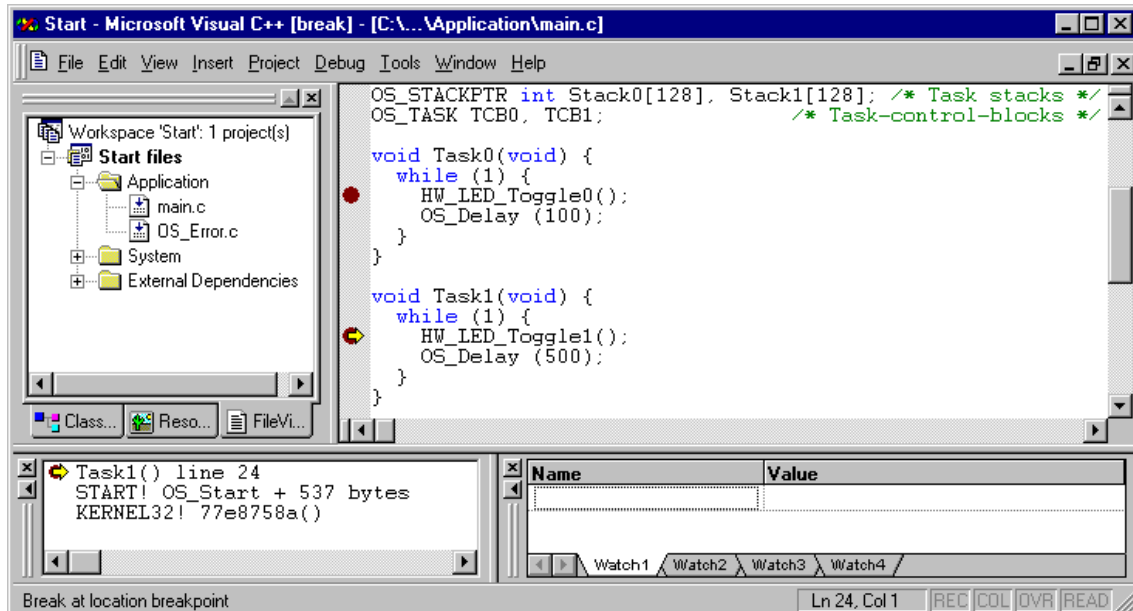 Start - Microsoft Visual C++ [break] - [C:\...\Application\main.c]
File Edit View Insert Project Debug Tools Window Help
Workspace 'Start': 1 project(s)
Start files
Application
main.c
OS_Error.c
System
External Dependencies
Class... Reso... FileVi...
OS_STACKPTR int Stack0[128], Stack1[128]; /* Task stacks */
OS_TASK TCB0, TCB1; /* Task-control-blocks */
void Task0(void) {
while (1) {
HW_LED_Toggle0();
OS_Delay (100);
}
}
void Task1(void) {
while (1) {
HW_LED_Toggle1();
OS_Delay (500);
}
}
Task1() line 24
START! OS_Start + 537 bytes
KERNEL32! 77e8758a()
Name Value
Watch1 Watch2 Watch3 Watch4
Break at location breakpoint
Ln 24, Col 1 REC COL OVR READ